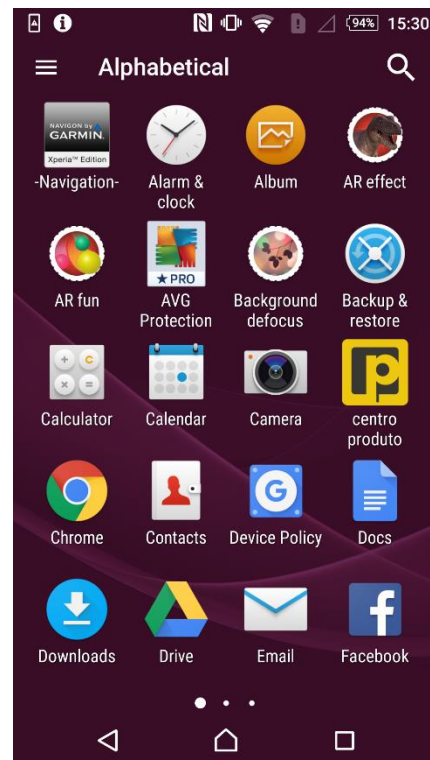 94% 15:30
Alphabetical
NAVIGON by
GARMIN
Xperia™ Edition
-Navigation-
Alarm &
clock
Album
AR effect
AR fun
★ PRO
AVG
Protection
Background
defocus
Backup &
restore
Calculator
Calendar
Camera
centro
produto
Chrome
Contacts
G
Device Policy
Docs
Downloads
Drive
Email
f
Facebook